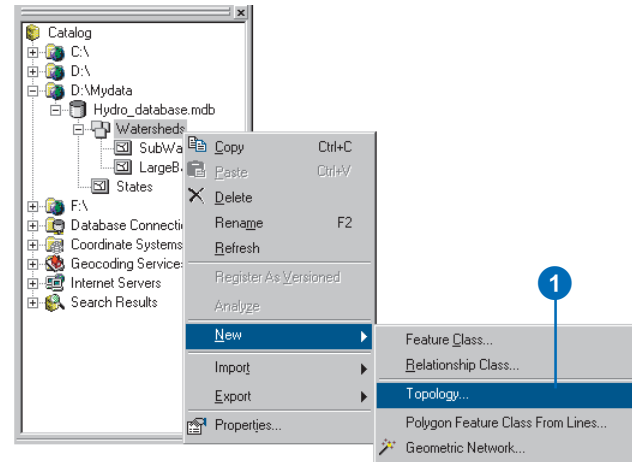 Catalog
C:\
D:\
D:\Mydata
Hydro_database.mdb
Watersheds
SubWa
LargeB
States
F:\
Database Connecti
Coordinate Systems
Geocoding Service
Internet Servers
Search Results
Copy Ctrl+C
Paste Ctrl+V
Delete
Rename F2
Refresh
Register As Versioned
Analyze
New
Import
Export
Properties...
1
Feature Class...
Relationship Class...
Topology...
Polygon Feature Class From Lines...
Geometric Network...